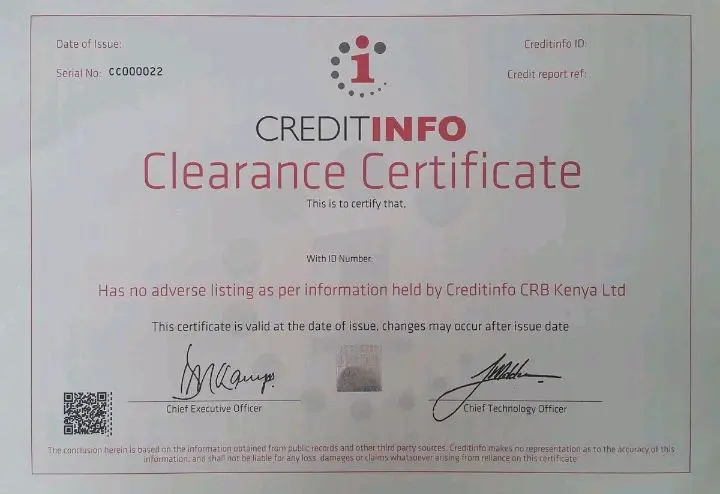 Date of Issue:
Creditinfo ID:
Serial No: CC000022
Credit report ref:
CREDITINFO
Clearance Certificate
This is to certify that,
With ID Number:
Has no adverse listing as per information held by Creditinfo CRB Kenya Ltd
This certificate is valid at the date of issue, changes may occur after issue date
Chief Executive Officer
Chief Technology Officer
The conclusion herein is based on the information obtained from public records and other third party sources. Creditinfo makes no representation as to the accuracy of this
information, and shall not be liable for any loss, damages or claims whatsoever arising from reliance on this certificate